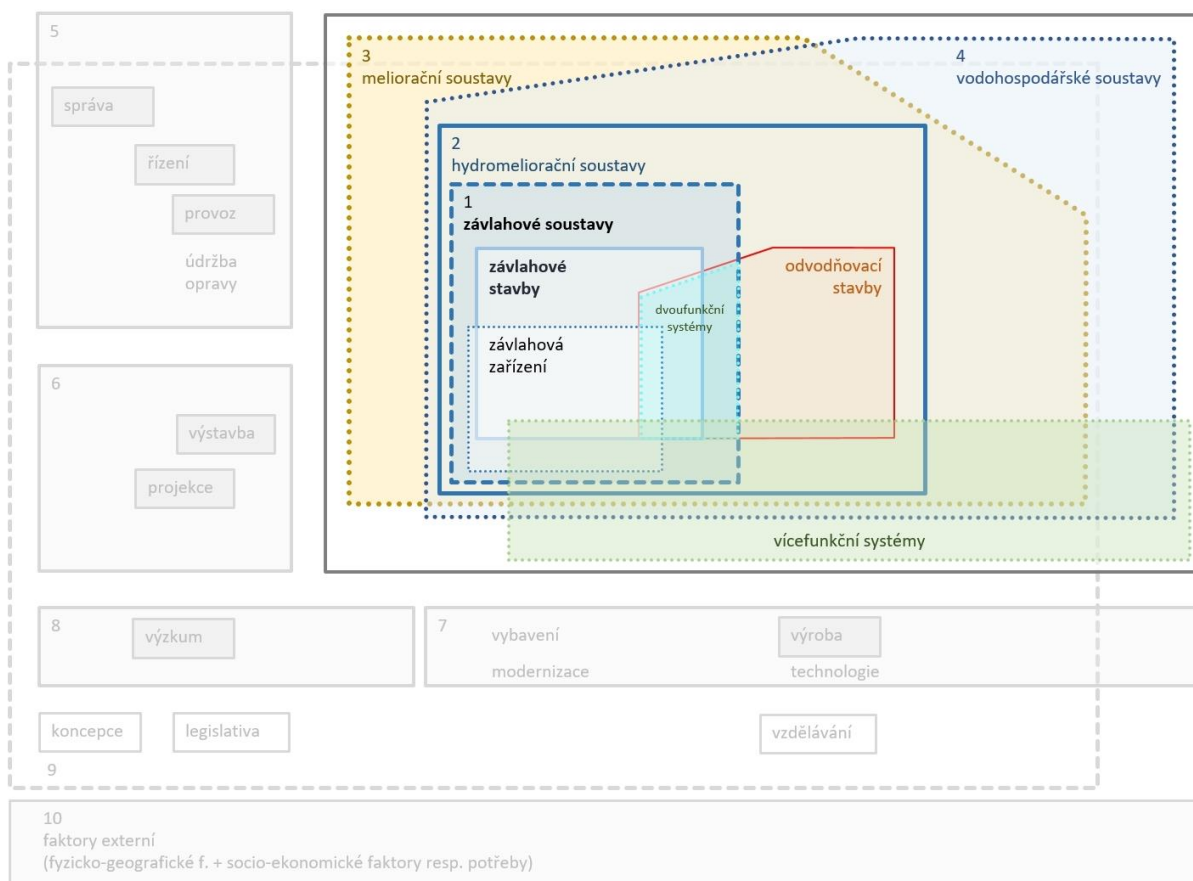 5
správa
řízení
provoz
údržba
opravy
3
meliorační soustavy
4
vodohospodářské soustavy
2
hydromeliorační soustavy
1
závlahové soustavy
závlahové
stavby
odvodňovací
stavby
dvoufunkční
systémy
závlahová
zařízení
vícefunkční systémy
6
výstavba
projekce
8
výzkum
7
vybavení
výroba
modernizace
technologie
koncepce
legislativa
vzdělávání
9
10
faktory externí
(fyzicko-geografické f. + socio-ekonomické faktory resp. potřeby)